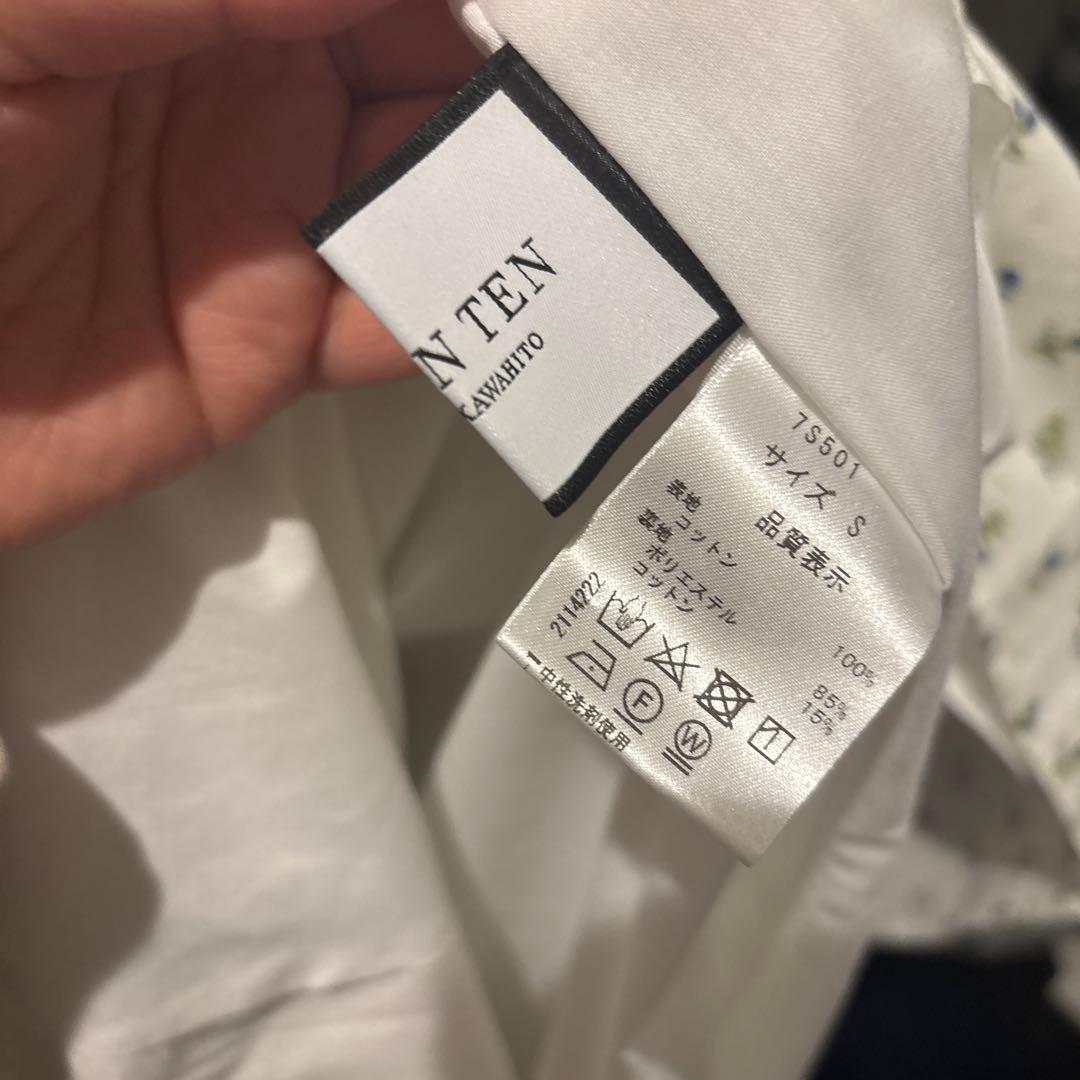 N TEN
KAWAHITO
7S501
サイズ S
品質表示
表地
コットン 100%
裏地
ポリエステル 85%
コットン 15%
2114222
F
W
中性洗剤使用